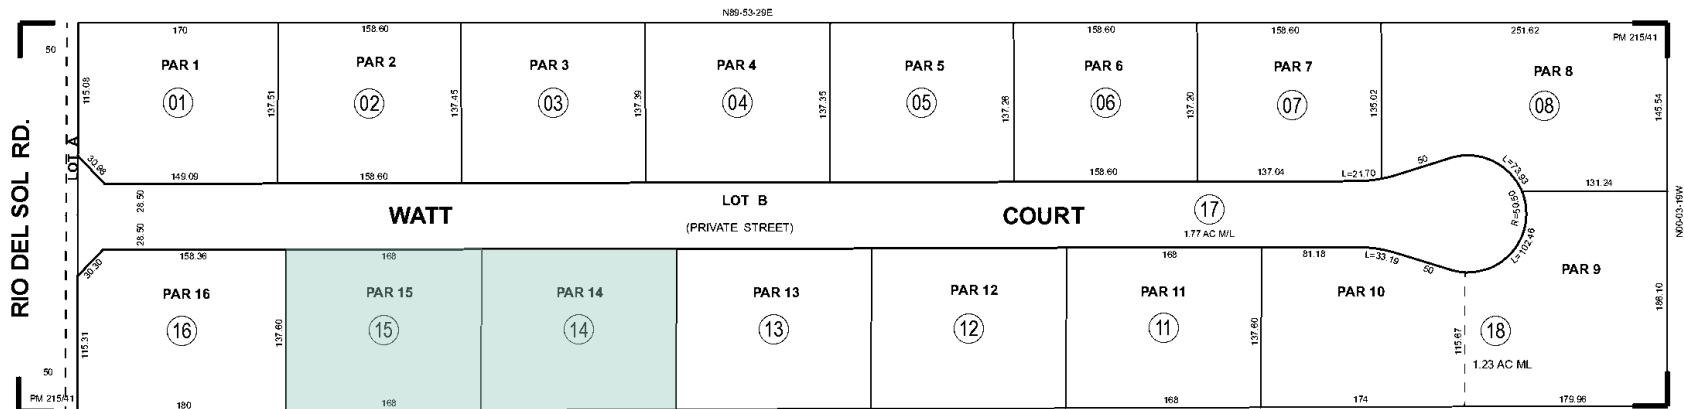 N89-53-29E
50
170
158.60
158.60
158.60
251.62
PM 215/41
PAR 1
PAR 2
PAR 3
PAR 4
PAR 5
PAR 6
PAR 7
PAR 8
115.08
01
137.51
02
137.45
03
137.39
04
137.35
05
137.26
06
137.20
07
135.02
08
145.54
RIO DEL SOL RD.
LOT A
30.98
149.09
158.60
158.60
137.04
L=21.70
50
L=73.93
131.24
28.50
28.50
WATT
LOT B
(PRIVATE STREET)
COURT
17
1.77 AC M/L
R=50.50
N00-03-19W
30.30
158.36
168
168
81.18
L=33.19
50
L=102.46
PAR 16
PAR 15
PAR 14
PAR 13
PAR 12
PAR 11
PAR 10
PAR 9
115.31
16
137.60
15
14
13
12
11
137.60
115.67
18
1.23 AC ML
186.10
50
PM 215/41
180
168
168
174
179.96